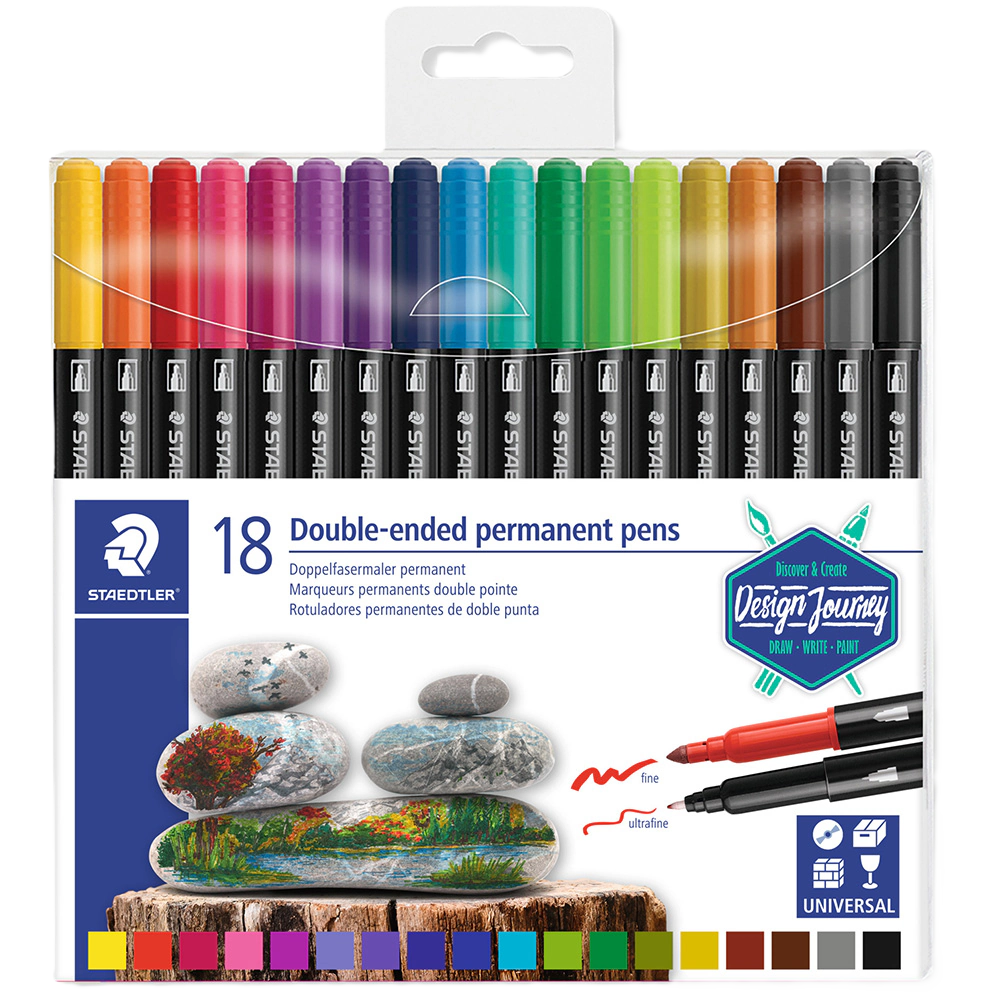 STAEDTLER®
18
Double-ended permanent pens
Doppelfasermaler permanent
Marqueurs permanents double pointe
Rotuladores permanentes de doble punta
Discover & Create
Design Journey
DRAW · WRITE · PAINT
fine
ultrafine
UNIVERSAL